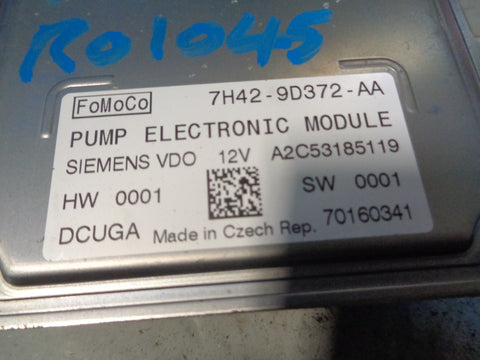 R01045
FoMoCo 7H42-9D372-AA
PUMP ELECTRONIC MODULE
SIEMENS VDO 12V A2C53185119
HW 0001 SW 0001
70160341
DCUGA Made in Czech Rep.